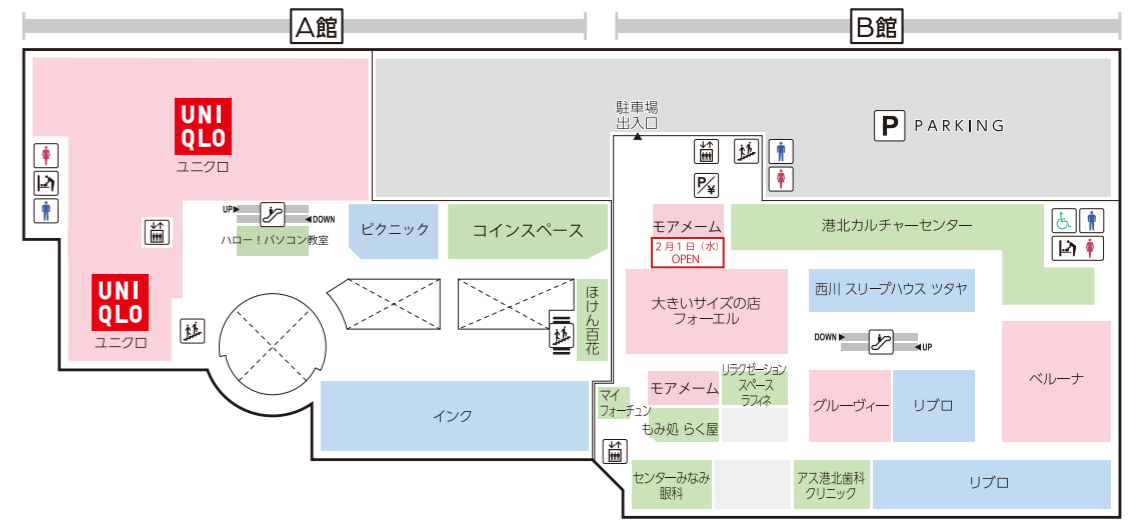 A館
B館
UNI
QLO
ユニクロ
駐車場
出入口
P
PARKING
P/¥
UP
DOWN
ハロー！パソコン教室
ピクニック
コインスペース
モアメーム
2月1日（水）
OPEN
港北カルチャーセンター
UNI
QLO
ユニクロ
ほけん百花
大きいサイズの店
フォーエル
西川 スリープハウス ツタヤ
DOWN
UP
インク
マイ
フォーチュン
モアメーム
リラクゼーション
スペース
ラフィネ
もみ処 らく屋
グルーヴィー
リブロ
ベルーナ
センターみなみ
眼科
アス港北歯科
クリニック
リブロ